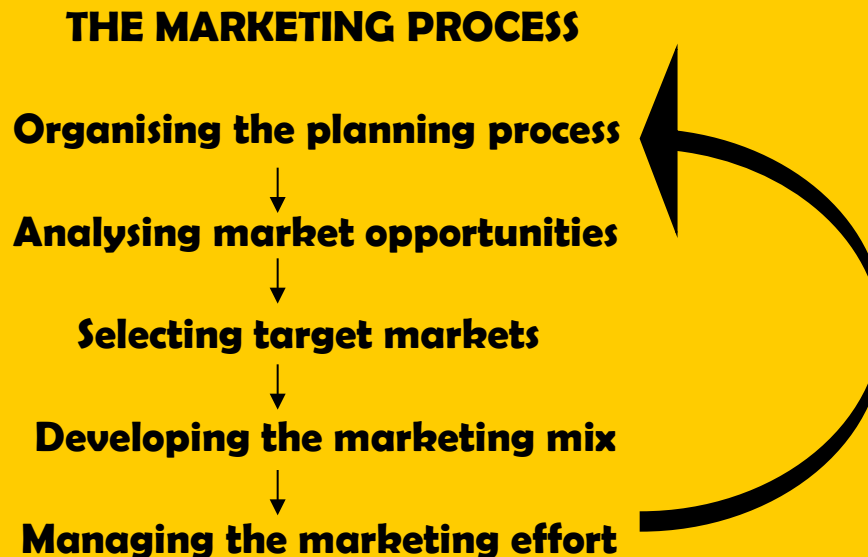 THE MARKETING PROCESS
Organising the planning process
Analysing market opportunities
Selecting target markets
Developing the marketing mix
Managing the marketing effort